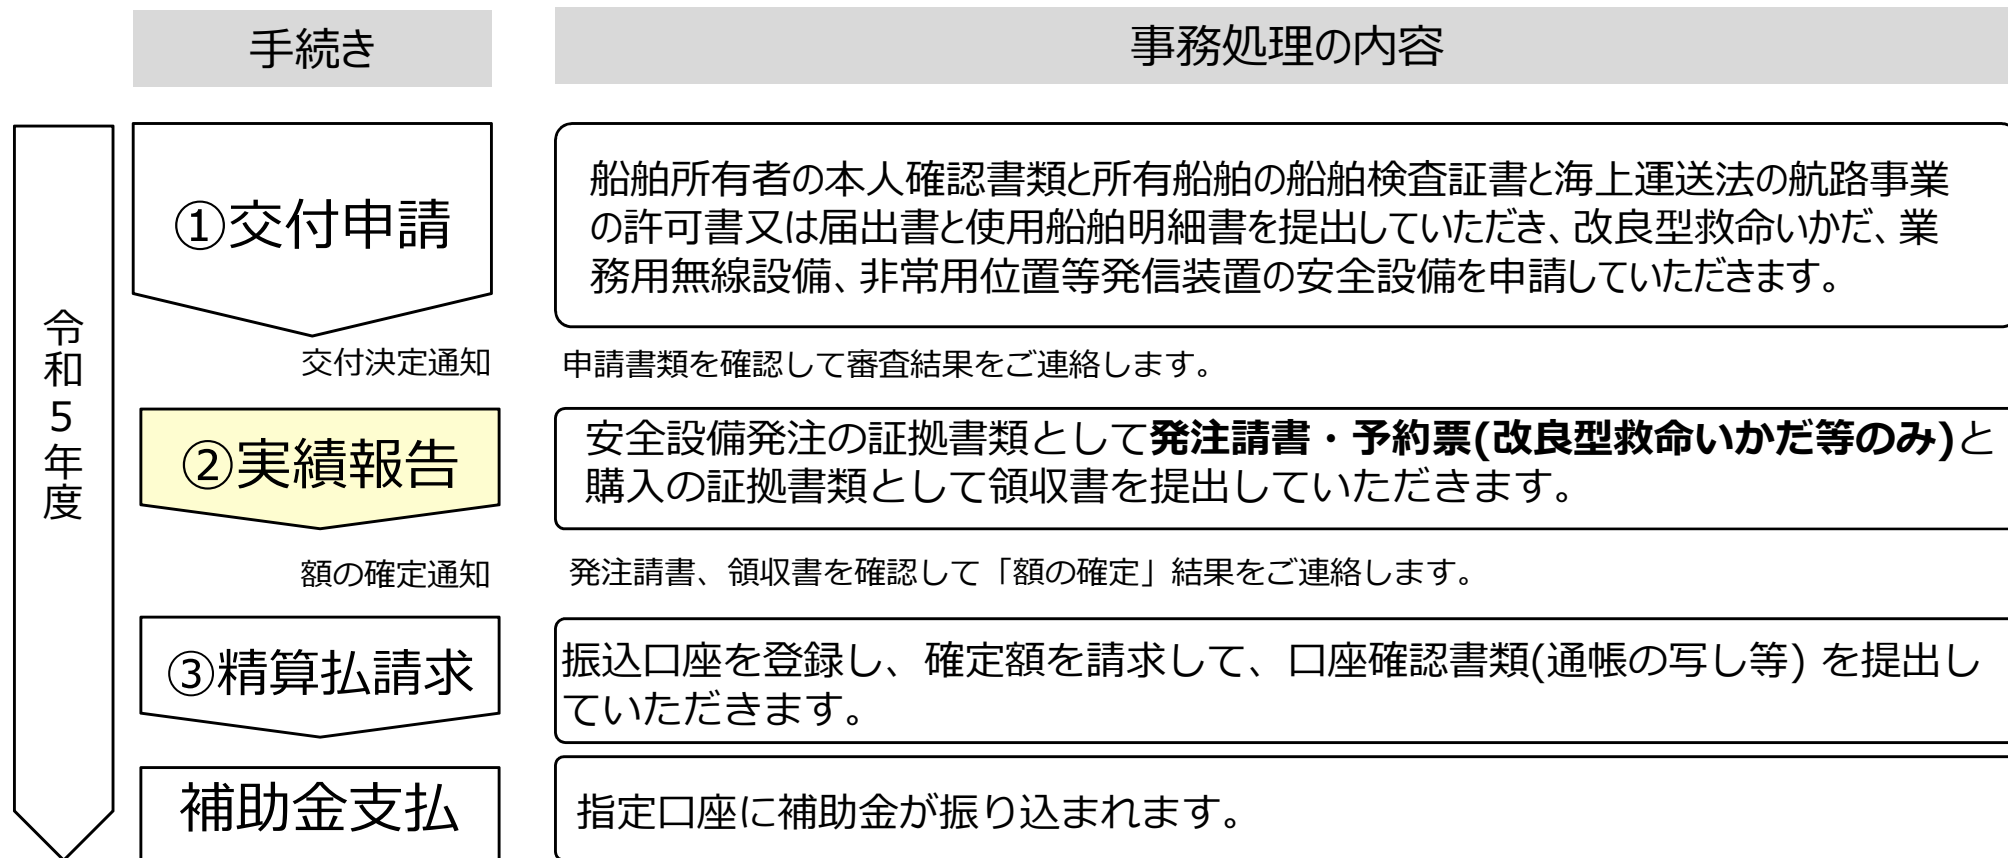 手続き
事務処理の内容
令和5年度
①交付申請
船舶所有者の本人確認書類と所有船舶の船舶検査証書と海上運送法の航路事業
の許可書又は届出書と使用船舶明細書を提出していただき、改良型救命いかだ、業
務用無線設備、非常用位置等発信装置の安全設備を申請していただきます。
交付決定通知
申請書類を確認して審査結果をご連絡します。
②実績報告
安全設備発注の証拠書類として発注請書・予約票(改良型救命いかだ等のみ)と
購入の証拠書類として領収書を提出していただきます。
額の確定通知
発注請書、領収書を確認して「額の確定」結果をご連絡します。
③精算払請求
振込口座を登録し、確定額を請求して、口座確認書類(通帳の写し等) を提出し
ていただきます。
補助金支払
指定口座に補助金が振り込まれます。